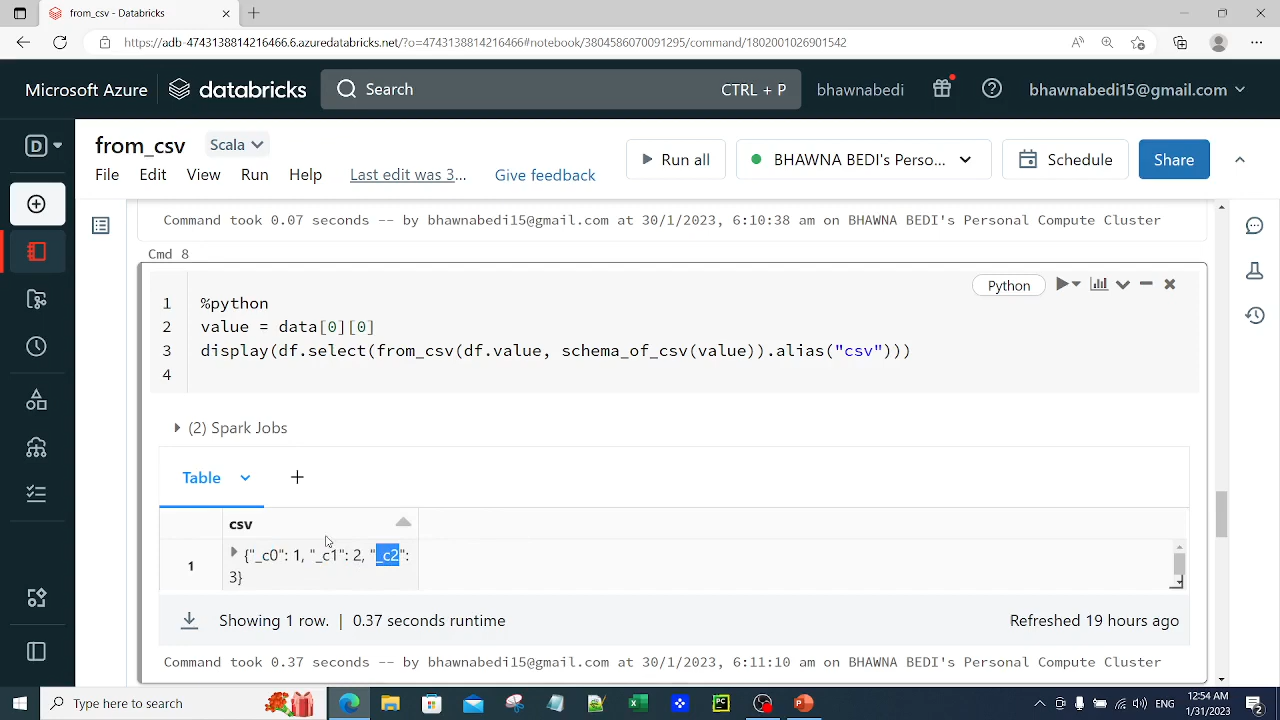 from_csv - Databricks
https://adb-4743138814216466.6.azuredatabricks.net/?o=4743138814216466#notebook/3804586070091295/command/1802001026901542
Microsoft Azure databricks Search CTRL + P bhawnabedi bhawnabedi15@gmail.com
D from_csv Scala
Run all BHAWNA BEDI's Perso... Schedule Share
File Edit View Run Help Last edit was 3... Give feedback
Command took 0.07 seconds -- by bhawnabedi15@gmail.com at 30/1/2023, 6:10:38 am on BHAWNA BEDI's Personal Compute Cluster
Cmd 8
Python
1 %python
2 value = data[0][0]
3 display(df.select(from_csv(df.value, schema_of_csv(value)).alias("csv")))
4
(2) Spark Jobs
Table
csv
1 {"_c0": 1, "_c1": 2, "_c2":
3}
Showing 1 row. | 0.37 seconds runtime Refreshed 19 hours ago
Command took 0.37 seconds -- by bhawnabedi15@gmail.com at 30/1/2023, 6:11:10 am on BHAWNA BEDI's Personal Compute Cluster
Type here to search
PC
12:54 AM
1/31/2023
2